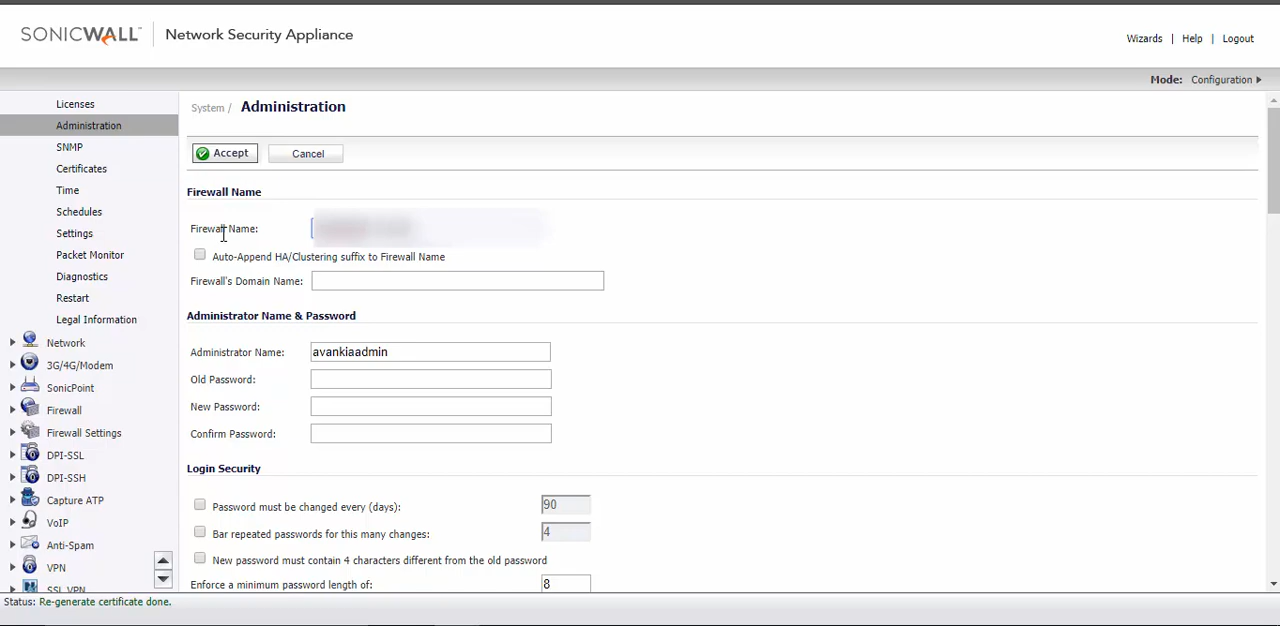 SONICWALL Network Security Appliance
Wizards | Help | Logout
Mode: Configuration
Licenses
Administration
SNMP
Certificates
Time
Schedules
Settings
Packet Monitor
Diagnostics
Restart
Legal Information
Network
3G/4G/Modem
SonicPoint
Firewall
Firewall Settings
DPI-SSL
DPI-SSH
Capture ATP
VoIP
Anti-Spam
VPN
SSL VPN
System / Administration
Accept Cancel
Firewall Name
Firewall Name:
Auto-Append HA/Clustering suffix to Firewall Name
Firewall's Domain Name:
Administrator Name & Password
Administrator Name: avankiaadmin
Old Password:
New Password:
Confirm Password:
Login Security
Password must be changed every (days): 90
Bar repeated passwords for this many changes: 4
New password must contain 4 characters different from the old password
Enforce a minimum password length of: 8
Status: Re-generate certificate done.